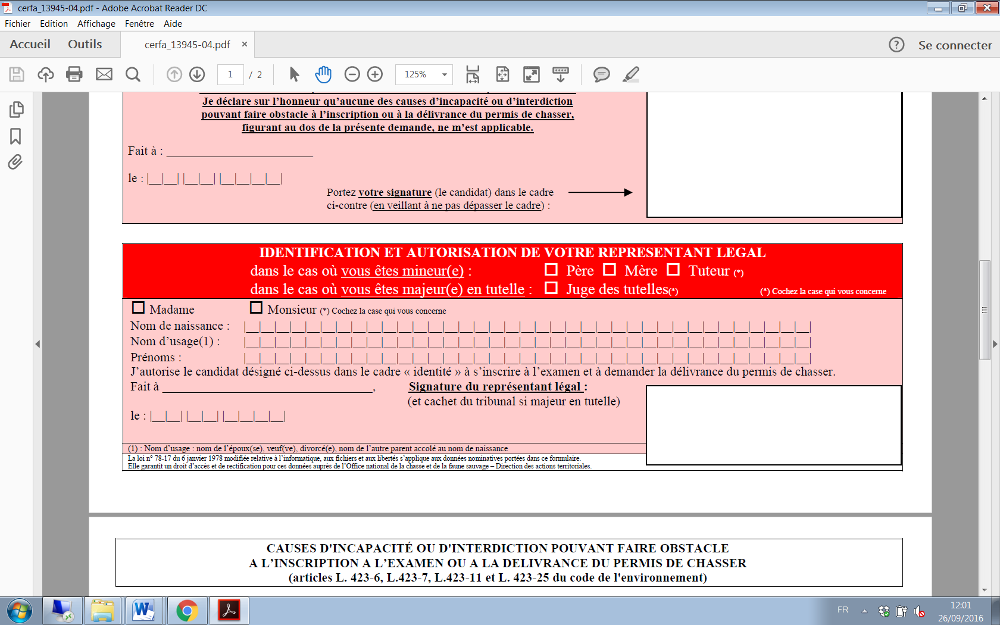 cerfa_13945-04.pdf - Adobe Acrobat Reader DC
Fichier Edition Affichage Fenêtre Aide
Accueil Outils cerfa_13945-04.pdf × ? Se connecter
1 / 2 125%
Je déclare sur l’honneur qu’aucune des causes d’incapacité ou d’interdiction
pouvant faire obstacle à l’inscription ou à la délivrance du permis de chasser,
figurant au dos de la présente demande, ne m’est applicable.
Fait à : ________________________
le : |__|__| |__|__| |__|__|__|__|
Portez votre signature (le candidat) dans le cadre
ci-contre (en veillant à ne pas dépasser le cadre) :
IDENTIFICATION ET AUTORISATION DE VOTRE REPRESENTANT LEGAL
dans le cas où vous êtes mineur(e) : □ Père □ Mère □ Tuteur (*)
dans le cas où vous êtes majeur(e) en tutelle : □ Juge des tutelles(*) (*) Cochez la case qui vous concerne
□ Madame □ Monsieur (*) Cochez la case qui vous concerne
Nom de naissance : |__|__|__|__|__|__|__|__|__|__|__|__|__|__|__|__|__|__|__|__|__|__|__|__|__|__|__|__|__|__|__|__|__|__|__|__|__|
Nom d’usage(1) : |__|__|__|__|__|__|__|__|__|__|__|__|__|__|__|__|__|__|__|__|__|__|__|__|__|__|__|__|__|__|__|__|__|__|__|__|__|
Prénoms : |__|__|__|__|__|__|__|__|__|__|__|__|__|__|__|__|__|__|__|__|__|__|__|__|__|__|__|__|__|__|__|__|__|__|__|__|__|
J’autorise le candidat désigné ci-dessus dans le cadre « identité » à s’inscrire à l’examen et à demander la délivrance du permis de chasser.
Fait à ___________________________________, Signature du représentant légal :
(et cachet du tribunal si majeur en tutelle)
le : |__|__| |__|__| |__|__|__|__|
(1) : Nom d’usage : nom de l’époux(se), veuf(ve), divorcé(e), nom de l’autre parent accolé au nom de naissance
La loi n° 78-17 du 6 janvier 1978 modifiée relative à l’informatique, aux fichiers et aux libertés s’applique aux données nominatives portées dans ce formulaire.
Elle garantit un droit d’accès et de rectification pour ces données auprès de l’Office national de la chasse et de la faune sauvage – Direction des actions territoriales.
CAUSES D'INCAPACITÉ OU D'INTERDICTION POUVANT FAIRE OBSTACLE
A L’INSCRIPTION A L’EXAMEN OU A LA DELIVRANCE DU PERMIS DE CHASSER
(articles L. 423-6, L.423-7, L.423-11 et L. 423-25 du code de l'environnement)
FR 12:01
26/09/2016